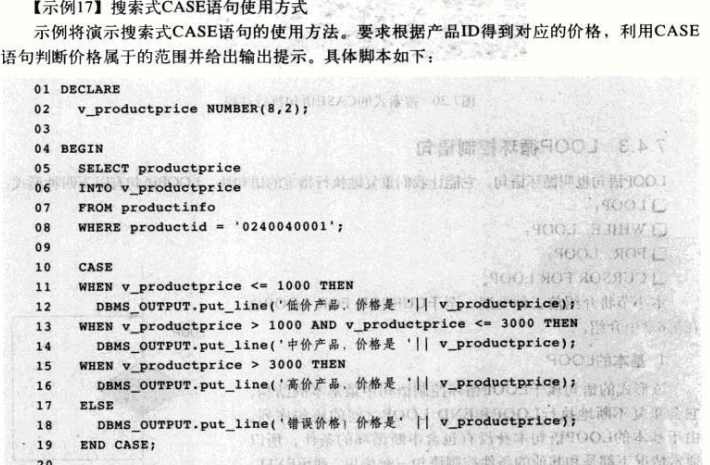 【示例17】搜索式CASE语句使用方式
示例将演示搜索式CASE语句的使用方法。要求根据产品ID得到对应的价格，利用CASE
语句判断价格属于的范围并给出输出提示。具体脚本如下：
01 DECLARE
02 v_productprice NUMBER(8,2);
03
04 BEGIN
05 SELECT productprice
06 INTO v_productprice
07 FROM productinfo
08 WHERE productid = '0240040001';
09
10 CASE
11 WHEN v_productprice <= 1000 THEN
12 DBMS_OUTPUT.put_line('低价产品，价格是 '|| v_productprice);
13 WHEN v_productprice > 1000 AND v_productprice <= 3000 THEN
14 DBMS_OUTPUT.put_line('中价产品，价格是 '|| v_productprice);
15 WHEN v_productprice > 3000 THEN
16 DBMS_OUTPUT.put_line('高价产品，价格是 '|| v_productprice);
17 ELSE
18 DBMS_OUTPUT.put_line('错误价格！价格是 '|| v_productprice);
19 END CASE;
20